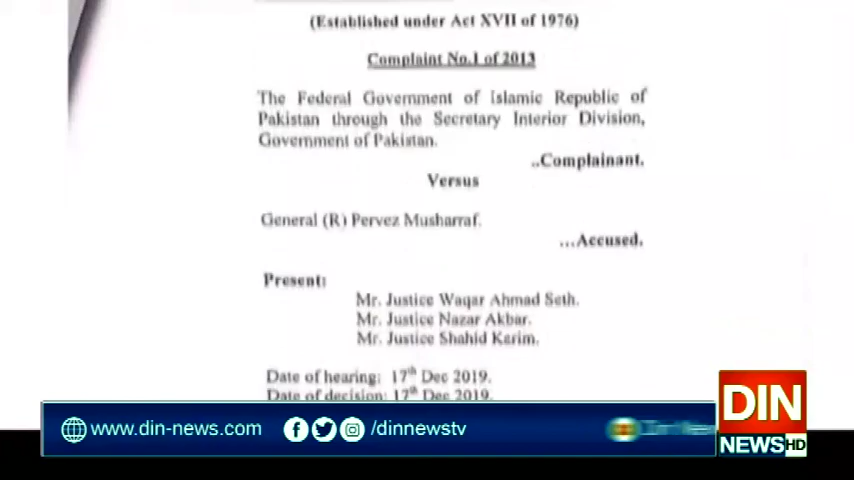 (Established under Act XVII of 1976)
Complaint No.1 of 2013
The Federal Government of Islamic Republic of
Pakistan through the Secretary Interior Division,
Government of Pakistan.
..Complainant.
Versus
General (R) Pervez Musharraf.
...Accused.
Present:
Mr. Justice Waqar Ahmad Seth.
Mr. Justice Nazar Akbar.
Mr. Justice Shahid Karim.
Date of hearing: 17th Dec 2019.
Date of decision: 17th Dec 2019.
www.din-news.com
/dinnewstv
DIN
NEWS HD